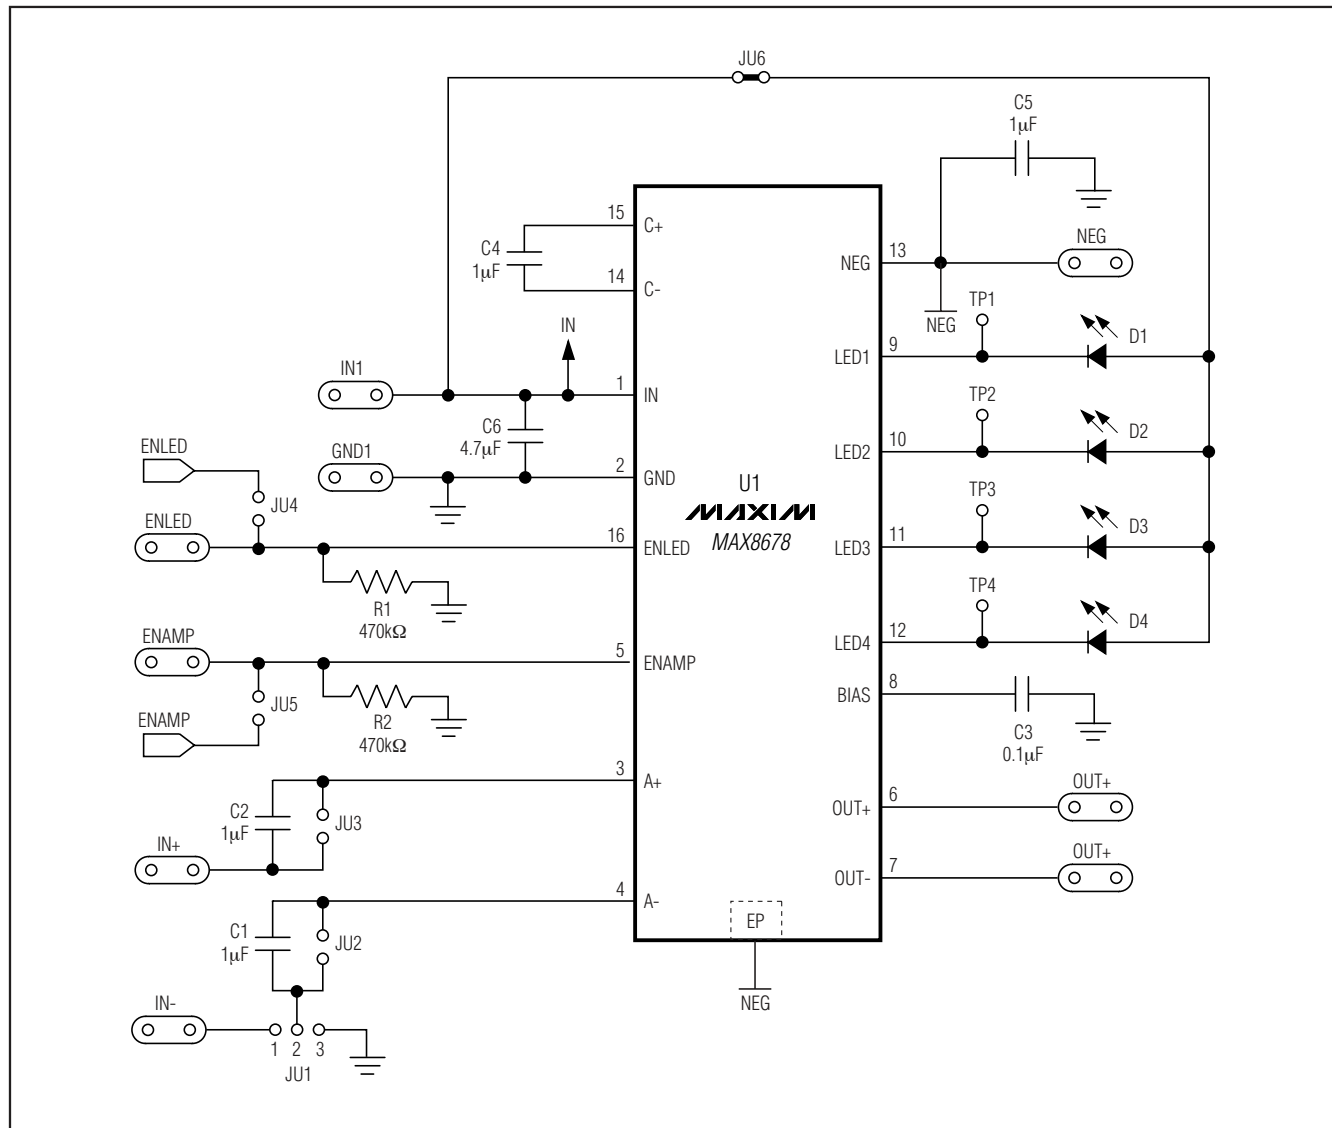 JU6
C5
1µF
15
C+
C4
1µF
14
C-
NEG
13
NEG
NEG
IN
TP1
IN1
1
IN
LED1
9
D1
C6
4.7µF
TP2
ENLED
GND1
2
GND
LED2
10
D2
JU4
U1
MAXIM
MAX8678
TP3
ENLED
16
ENLED
LED3
11
D3
R1
470kΩ
TP4
ENAMP
5
ENAMP
LED4
12
D4
JU5
R2
470kΩ
BIAS
8
ENAMP
C3
0.1µF
3
A+
C2
1µF
JU3
OUT+
6
OUT+
IN+
OUT-
7
OUT+
4
A-
EP
C1
1µF
JU2
NEG
IN-
1 2 3
JU1